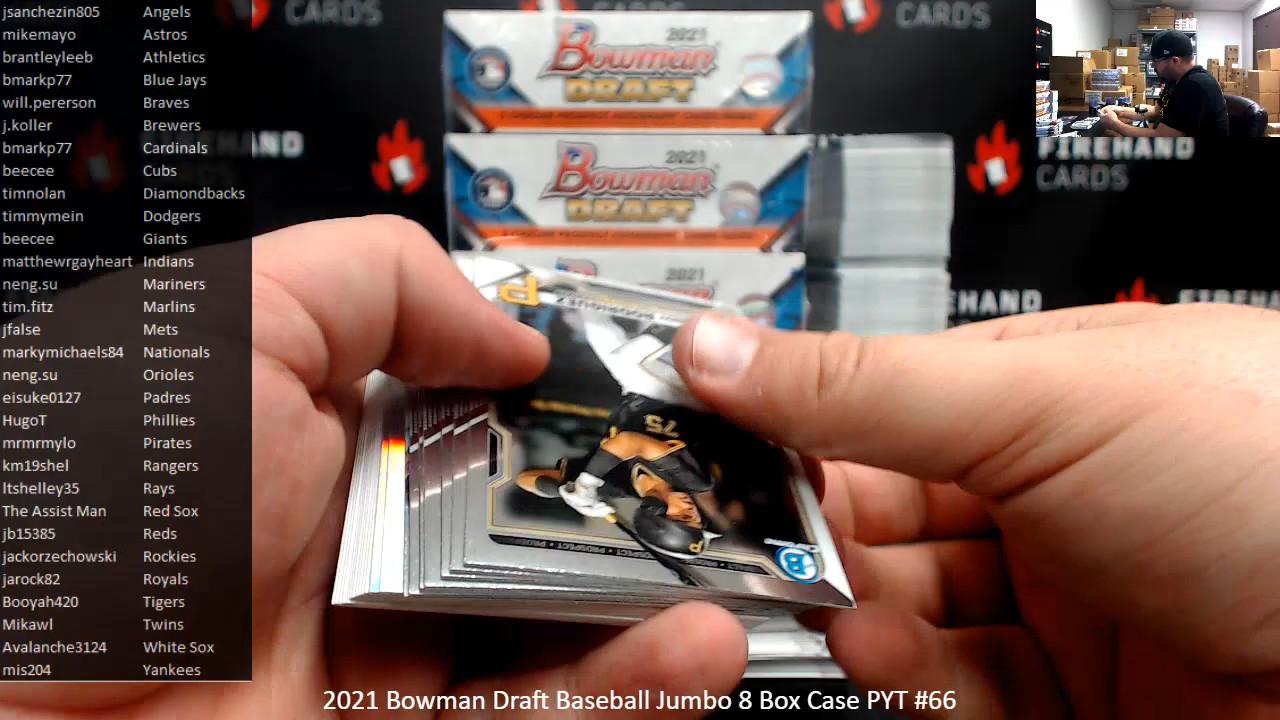 jsanchezin805 Angels
mikemayo Astros
brantleyleeb Athletics
bmarkp77 Blue Jays
will.pererson Braves
j.koller Brewers
bmarkp77 Cardinals
beecee Cubs
timnolan Diamondbacks
timmymein Dodgers
beecee Giants
matthewrgayheart Indians
neng.su Mariners
tim.fitz Marlins
jfalse Mets
markymichaels84 Nationals
neng.su Orioles
eisuke0127 Padres
HugoT Phillies
mrmrmylo Pirates
km19shel Rangers
ltshelley35 Rays
The Assist Man Red Sox
jb15385 Reds
jackorzechowski Rockies
jarock82 Royals
Booyah420 Tigers
Mikawl Twins
Avalanche3124 White Sox
mis204 Yankees
CARDS
CARDS
2021
Bowman
DRAFT
FIREHAND
CARDS
2021
Bowman
DRAFT
2021
HAND
FIREHAND
75
PROSPECT • PROSPECT
2021 Bowman Draft Baseball Jumbo 8 Box Case PYT #66